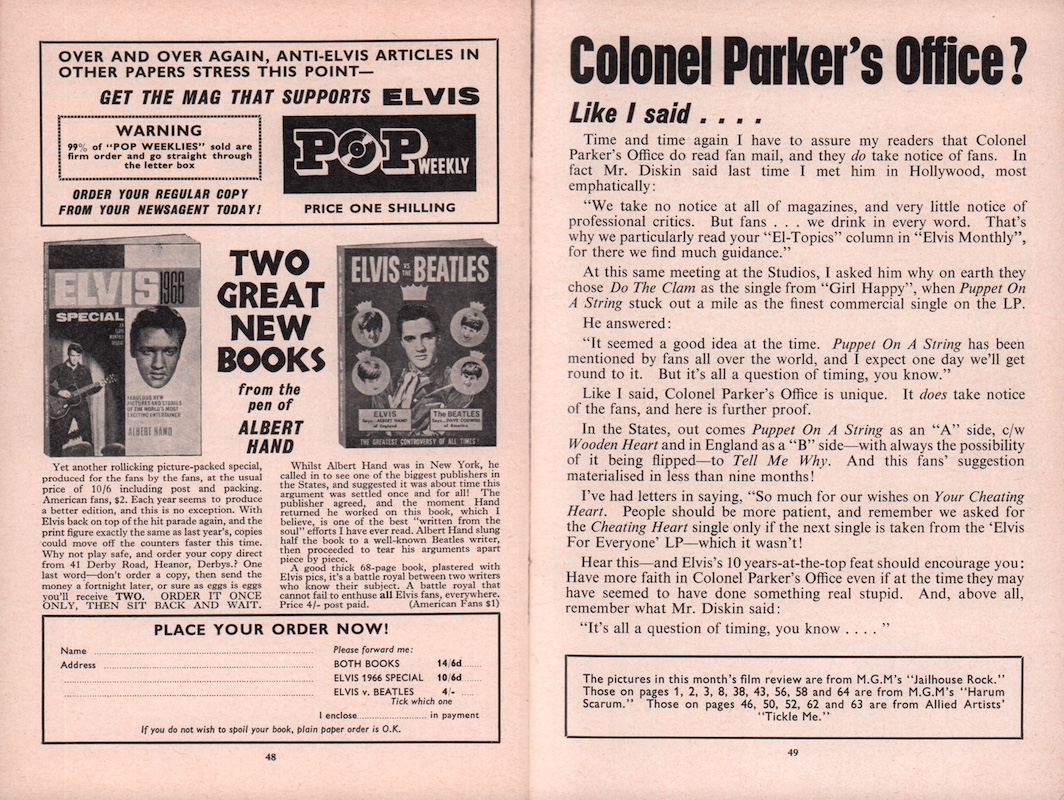 OVER AND OVER AGAIN, ANTI-ELVIS ARTICLES IN
OTHER PAPERS STRESS THIS POINT—
GET THE MAG THAT SUPPORTS ELVIS
WARNING
99% of "POP WEEKLIES" sold are
firm order and go straight through
the letter box
ORDER YOUR REGULAR COPY
FROM YOUR NEWSAGENT TODAY!
POP WEEKLY
PRICE ONE SHILLING
ELVIS 1966
SPECIAL
FABULOUS NEW
PICTURES AND STORIES
OF THE WORLD'S MOST
EXCITING ENTERTAINER
ALBERT HAND
TWO
GREAT
NEW
BOOKS
from the
pen of
ALBERT
HAND
ELVIS VS THE BEATLES
ELVIS
Says . . . ALBERT HAND
of England
The BEATLES
of America
THE GREATEST CONTROVERSY OF ALL TIMES
Yet another rollicking picture-packed special,
produced for the fans by the fans, at the usual
price of 10/6 including post and packing.
American fans, $2. Each year seems to produce
a better edition, and this is no exception. With
Elvis back on top of the hit parade again, and the
print figure exactly the same as last year's, copies
could move off the counters faster this time.
Why not play safe, and order your copy direct
from 41 Derby Road, Heanor, Derbys.? One
last word—don't order a copy, then send the
money a fortnight later, or sure as eggs is eggs
you'll receive TWO. ORDER IT ONCE
ONLY, THEN SIT BACK AND WAIT.
Whilst Albert Hand was in New York, he
called in to see one of the biggest publishers in
the States, and suggested it was about time this
argument was settled once and for all! The
publisher agreed, and the moment Hand
returned he worked on this book, which I
believe, is one of the best "written from the
soul" efforts I have ever read. Albert Hand slung
half the book to a well-known Beatles writer,
then proceeded to tear his arguments apart
piece by piece.
A good thick 68-page book, plastered with
Elvis pics, it's a battle royal between two writers
who know their subject. A battle royal that
cannot fail to enthuse all Elvis fans, everywhere.
Price 4/- post paid. (American Fans $1)
PLACE YOUR ORDER NOW!
Name
Address
Please forward me:
BOTH BOOKS 14/6d
ELVIS 1966 SPECIAL 10/6d
ELVIS v. BEATLES 4/-
Tick which one
I enclose in payment
If you do not wish to spoil your book, plain paper order is O.K.
48
Colonel Parker's Office?
Like I said . . . .
Time and time again I have to assure my readers that Colonel
Parker's Office do read fan mail, and they do take notice of fans. In
fact Mr. Diskin said last time I met him in Hollywood, most
emphatically:
"We take no notice at all of magazines, and very little notice of
professional critics. But fans . . . we drink in every word. That's
why we particularly read your "El-Topics" column in "Elvis Monthly",
for there we find much guidance."
At this same meeting at the Studios, I asked him why on earth they
chose Do The Clam as the single from "Girl Happy", when Puppet On
A String stuck out a mile as the finest commercial single on the LP.
He answered:
"It seemed a good idea at the time. Puppet On A String has been
mentioned by fans all over the world, and I expect one day we'll get
round to it. But it's all a question of timing, you know."
Like I said, Colonel Parker's Office is unique. It does take notice
of the fans, and here is further proof.
In the States, out comes Puppet On A String as an "A" side, c/w
Wooden Heart and in England as a "B" side—with always the possibility
of it being flipped—to Tell Me Why. And this fans' suggestion
materialised in less than nine months!
I've had letters in saying, "So much for our wishes on Your Cheating
Heart. People should be more patient, and remember we asked for
the Cheating Heart single only if the next single is taken from the 'Elvis
For Everyone' LP—which it wasn't!
Hear this—and Elvis's 10 years-at-the-top feat should encourage you:
Have more faith in Colonel Parker's Office even if at the time they may
have seemed to have done something real stupid. And, above all,
remember what Mr. Diskin said:
"It's all a question of timing, you know . . . . "
The pictures in this month's film review are from M.G.M's "Jailhouse Rock."
Those on pages 1, 2, 3, 8, 38, 43, 56, 58 and 64 are from M.G.M's "Harum
Scarum." Those on pages 46, 50, 52, 62 and 63 are from Allied Artists'
"Tickle Me."
49